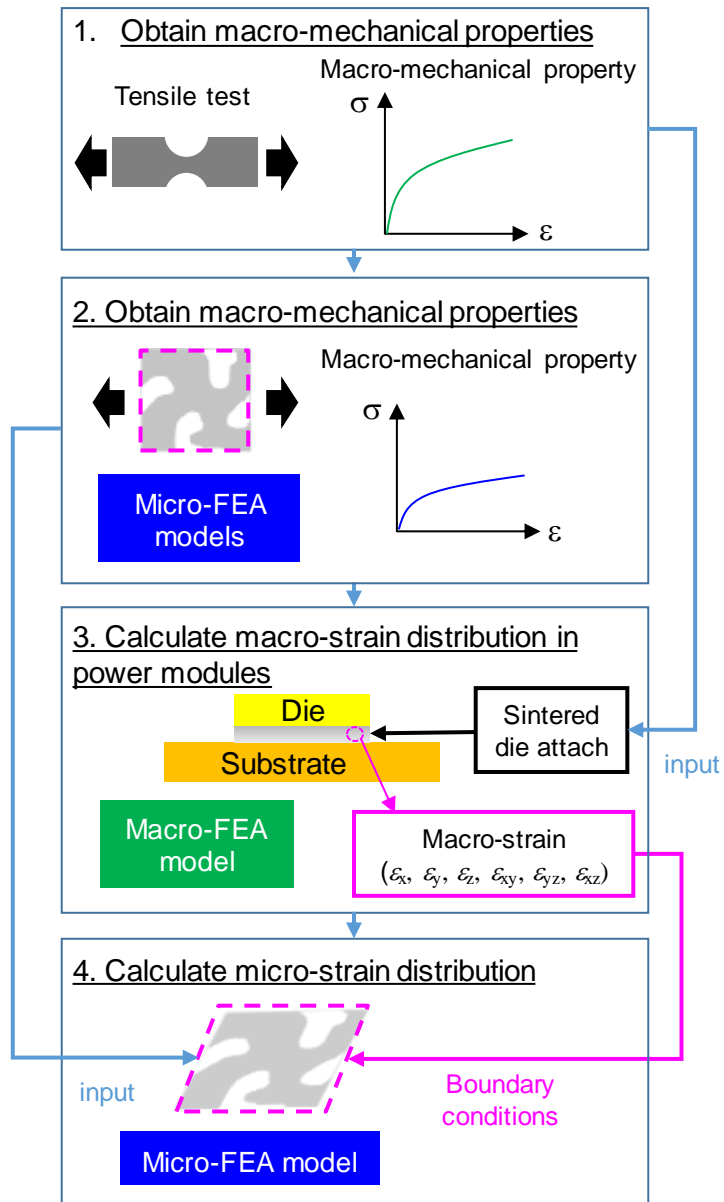 1. Obtain macro-mechanical properties
Macro-mechanical property
Tensile test
σ
ε
2. Obtain macro-mechanical properties
Macro-mechanical property
σ
Micro-FEA
models
ε
3. Calculate macro-strain distribution in
power modules
Die
Substrate
Sintered
die attach
input
Macro-FEA
model
Macro-strain
(εx, εy, εz, εxy, εyz, εxz)
4. Calculate micro-strain distribution
input
Boundary
conditions
Micro-FEA model